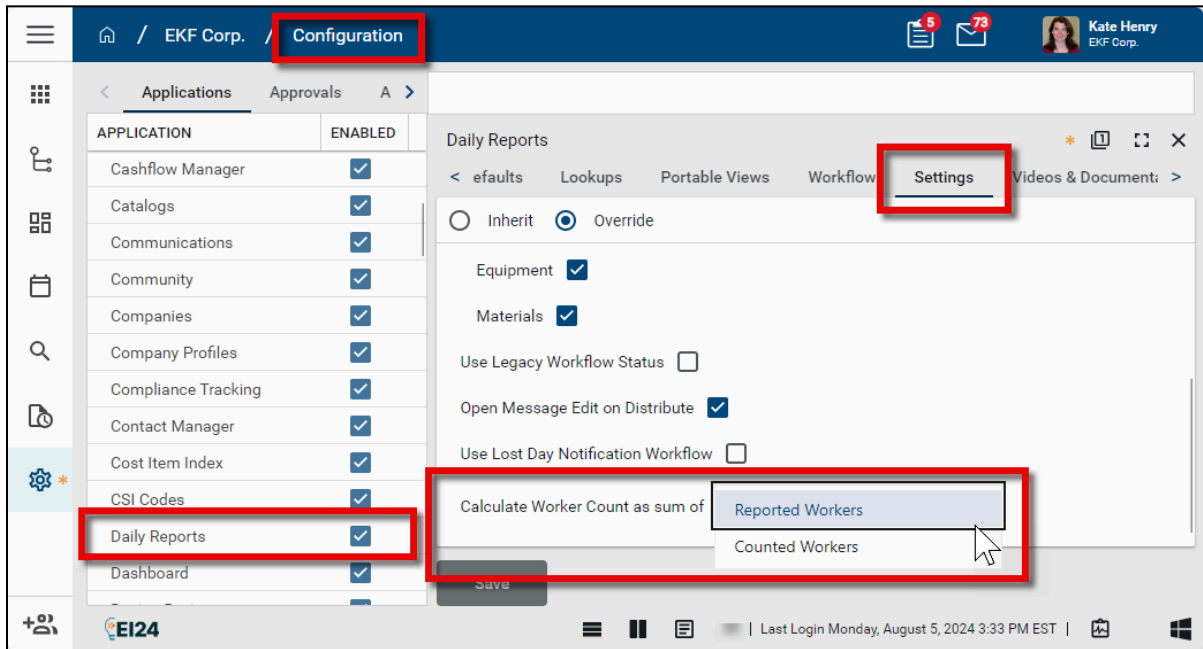 / EKF Corp. / Configuration
5
73
Kate Henry
EKF Corp.
< Applications Approvals A >
APPLICATION ENABLED
Cashflow Manager
Catalogs
Communications
Community
Companies
Company Profiles
Compliance Tracking
Contact Manager
Cost Item Index
CSI Codes
Daily Reports
Dashboard
Daily Reports
* 1
< efaults Lookups Portable Views Workflow Settings Videos & Documenta >
Inherit Override
Equipment
Materials
Use Legacy Workflow Status
Open Message Edit on Distribute
Use Lost Day Notification Workflow
Calculate Worker Count as sum of
Reported Workers
Counted Workers
Save
EI24
| Last Login Monday, August 5, 2024 3:33 PM EST |